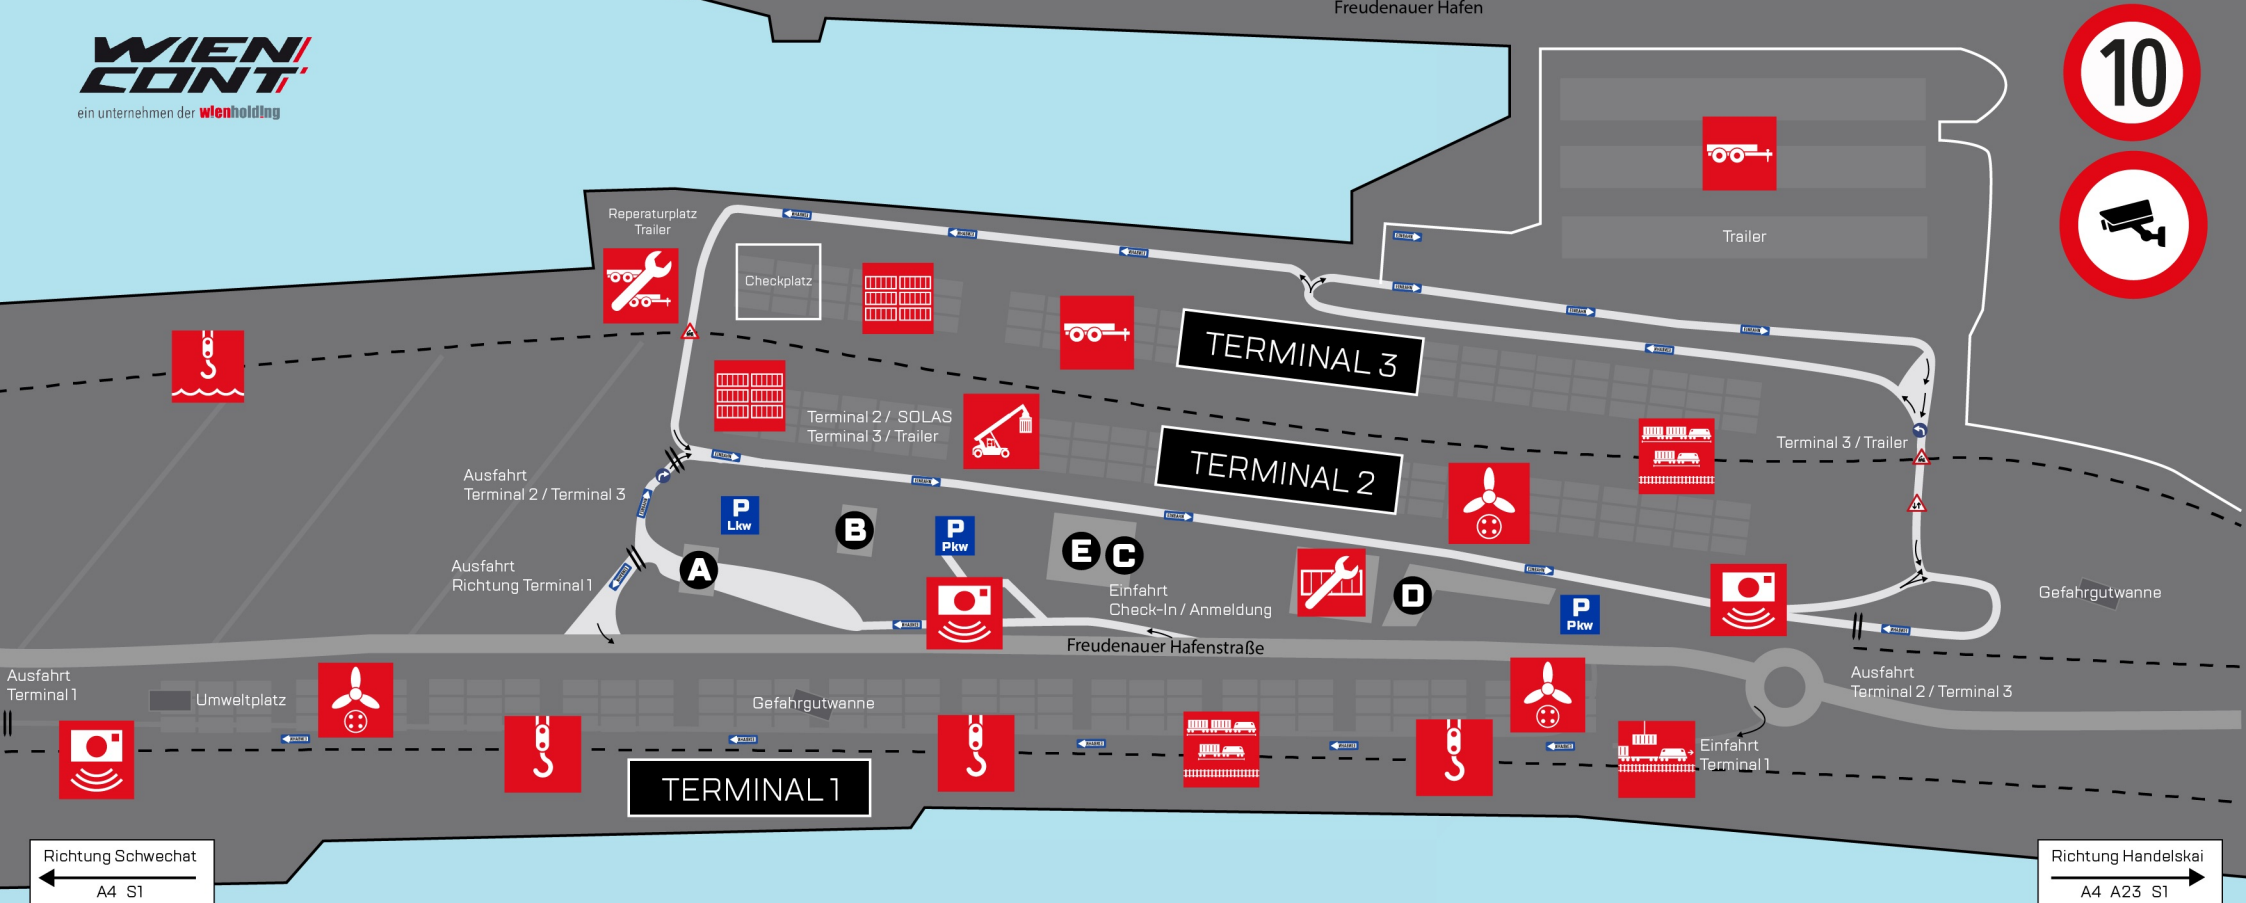 Freudenauer Hafen
WIEN
CONT
ein unternehmen der wienholding
10
Reperaturplatz
Trailer
Trailer
Checkplatz
TERMINAL 3
Terminal 2 / SOLAS
Terminal 3 / Trailer
Terminal 3 / Trailer
TERMINAL 2
Ausfahrt
Terminal 2 / Terminal 3
P
Lkw
B
P
Pkw
E
C
A
Ausfahrt
Richtung Terminal 1
Einfahrt
Check-In / Anmeldung
D
P
Pkw
Gefahrgutwanne
Freudenauer Hafenstraße
Ausfahrt
Terminal 1
Umweltplatz
Gefahrgutwanne
Ausfahrt
Terminal 2 / Terminal 3
Einfahrt
Terminal 1
TERMINAL 1
Richtung Schwechat
A4 S1
Richtung Handelskai
A4 A23 S1